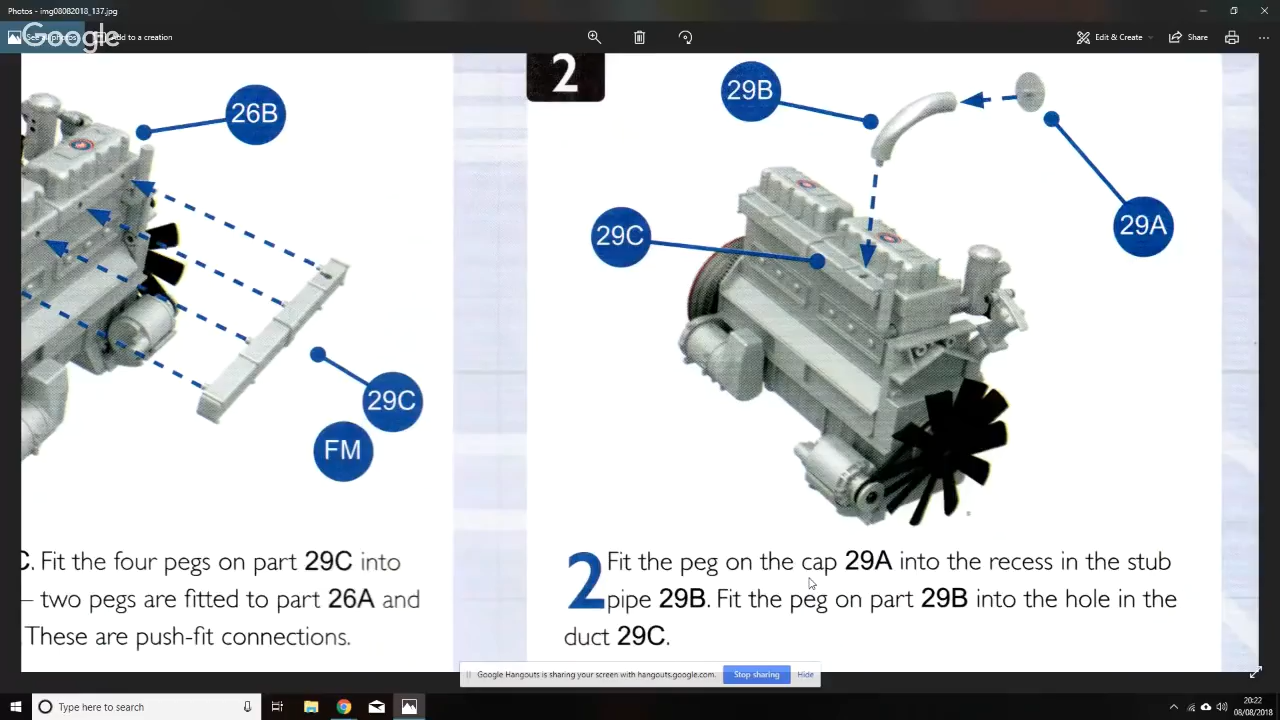 Photos - img08082018_137.jpg
Google
See all photos
Add to a creation
Edit & Create
Share
26B
29C
FM
C. Fit the four pegs on part 29C into
– two pegs are fitted to part 26A and
These are push-fit connections.
2
29B
29A
29C
2 Fit the peg on the cap 29A into the recess in the stub
pipe 29B. Fit the peg on part 29B into the hole in the
duct 29C.
Google Hangouts is sharing your screen with hangouts.google.com.
Stop sharing
Hide
Type here to search
20:22
08/08/2018